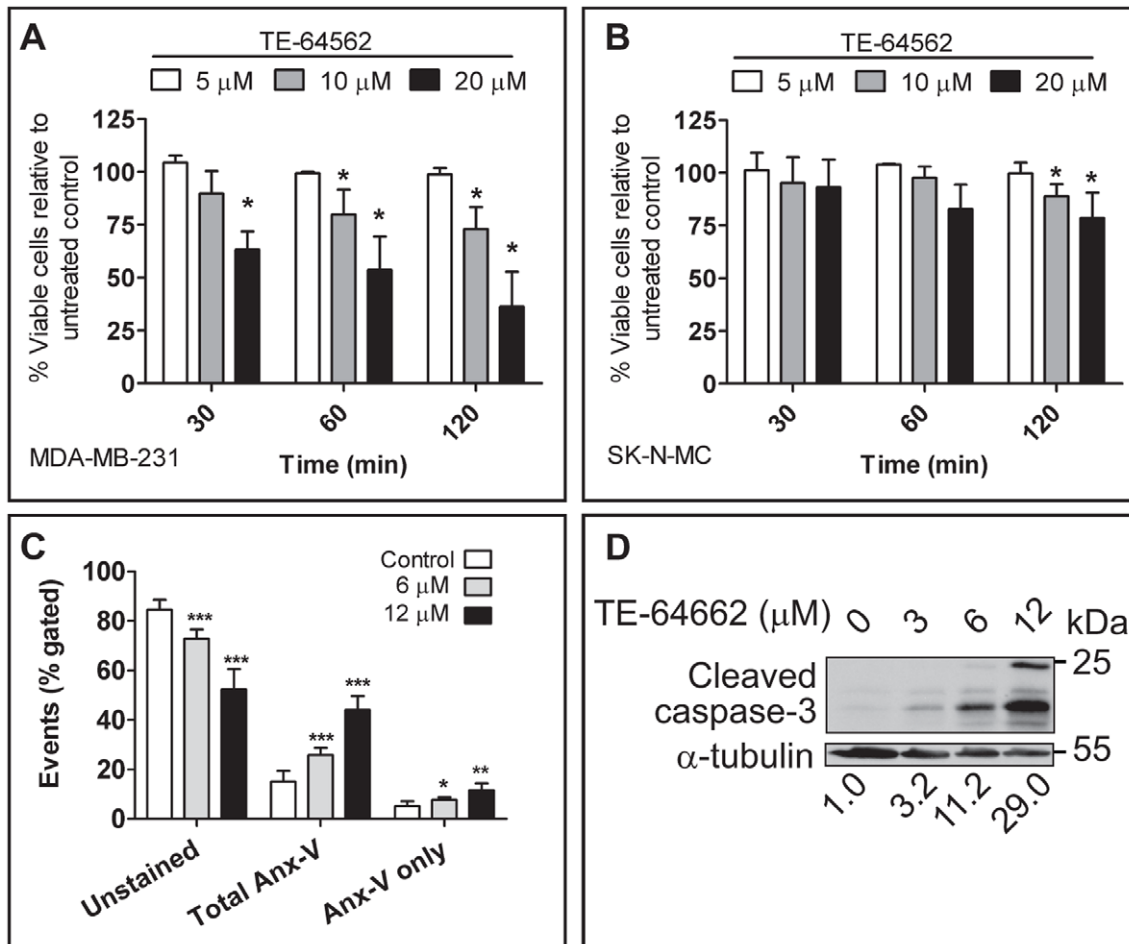 A
TE-64562
5 µM 10 µM 20 µM
% Viable cells relative to
untreated control
125
100
75
50
25
0
*
*
*
*
*
30 60 120
MDA-MB-231
Time (min)
B
TE-64562
5 µM 10 µM 20 µM
% Viable cells relative to
untreated control
125
100
75
50
25
0
* *
30 60 120
SK-N-MC
Time (min)
C
Control
6 µM
12 µM
Events (% gated)
100
80
60
40
20
0
***
***
***
***
*
**
Unstained Total Anx-V Anx-V only
D
TE-64662 (µM) 0 3 6 12 kDa
Cleaved
caspase-3
25
α-tubulin 55
1.0 3.2 11.2 29.0